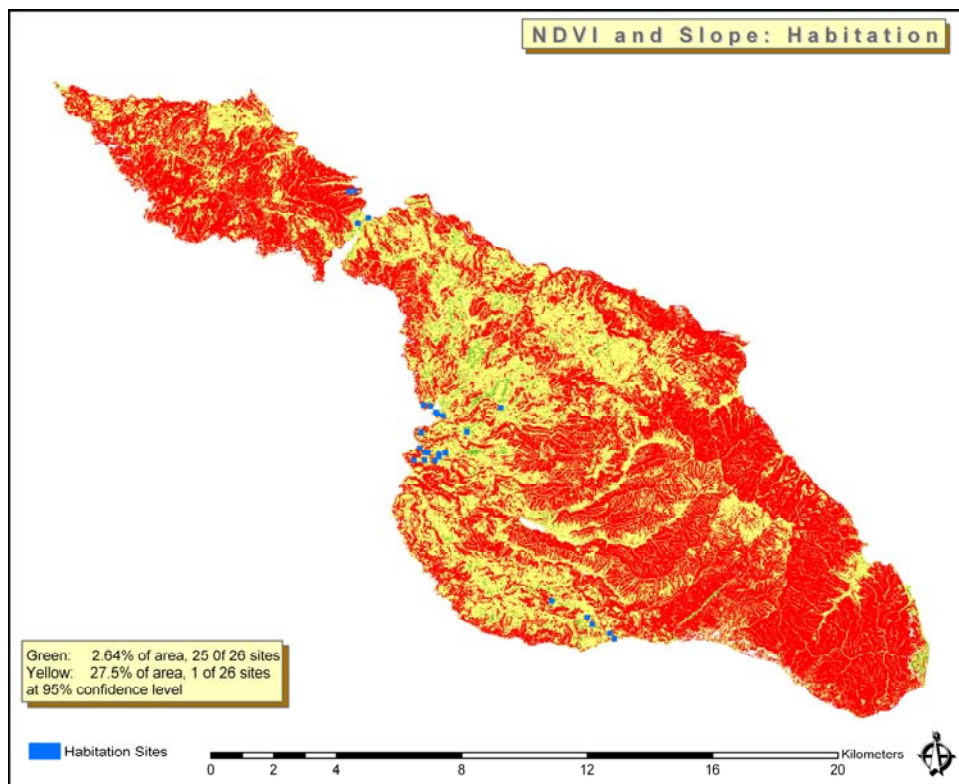 NDVI and Slope: Habitation
Green: 2.64% of area, 25 0f 26 sites
Yellow: 27.5% of area, 1 of 26 sites
at 95% confidence level
Habitation Sites
Kilometers
0 2 4 8 12 16 20